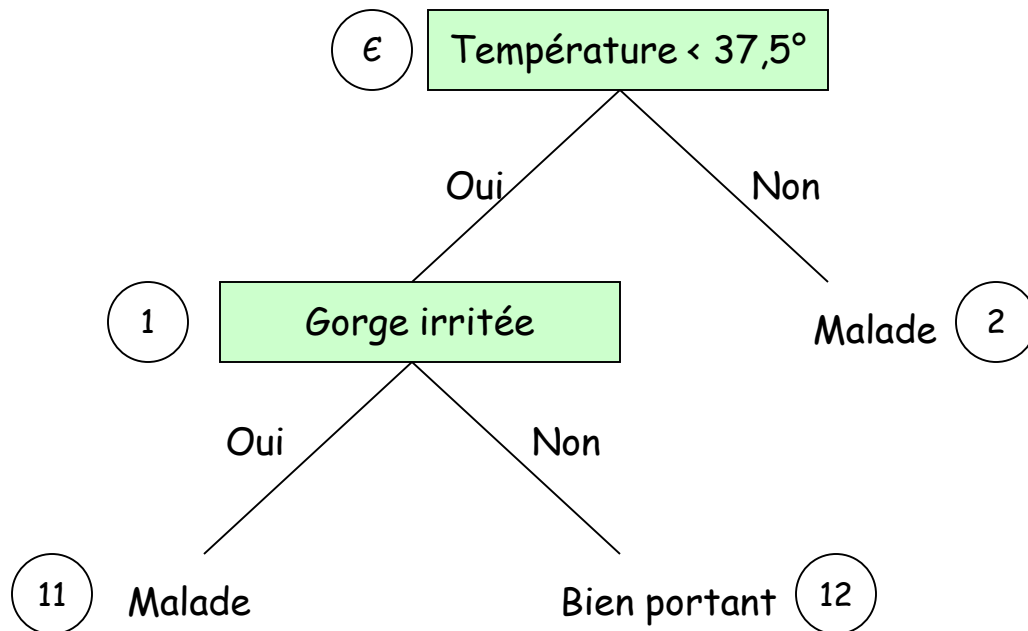 ϵ
Température < 37,5°
Oui
Non
1
Gorge irritée
Malade
2
Oui
Non
11
Malade
Bien portant
12